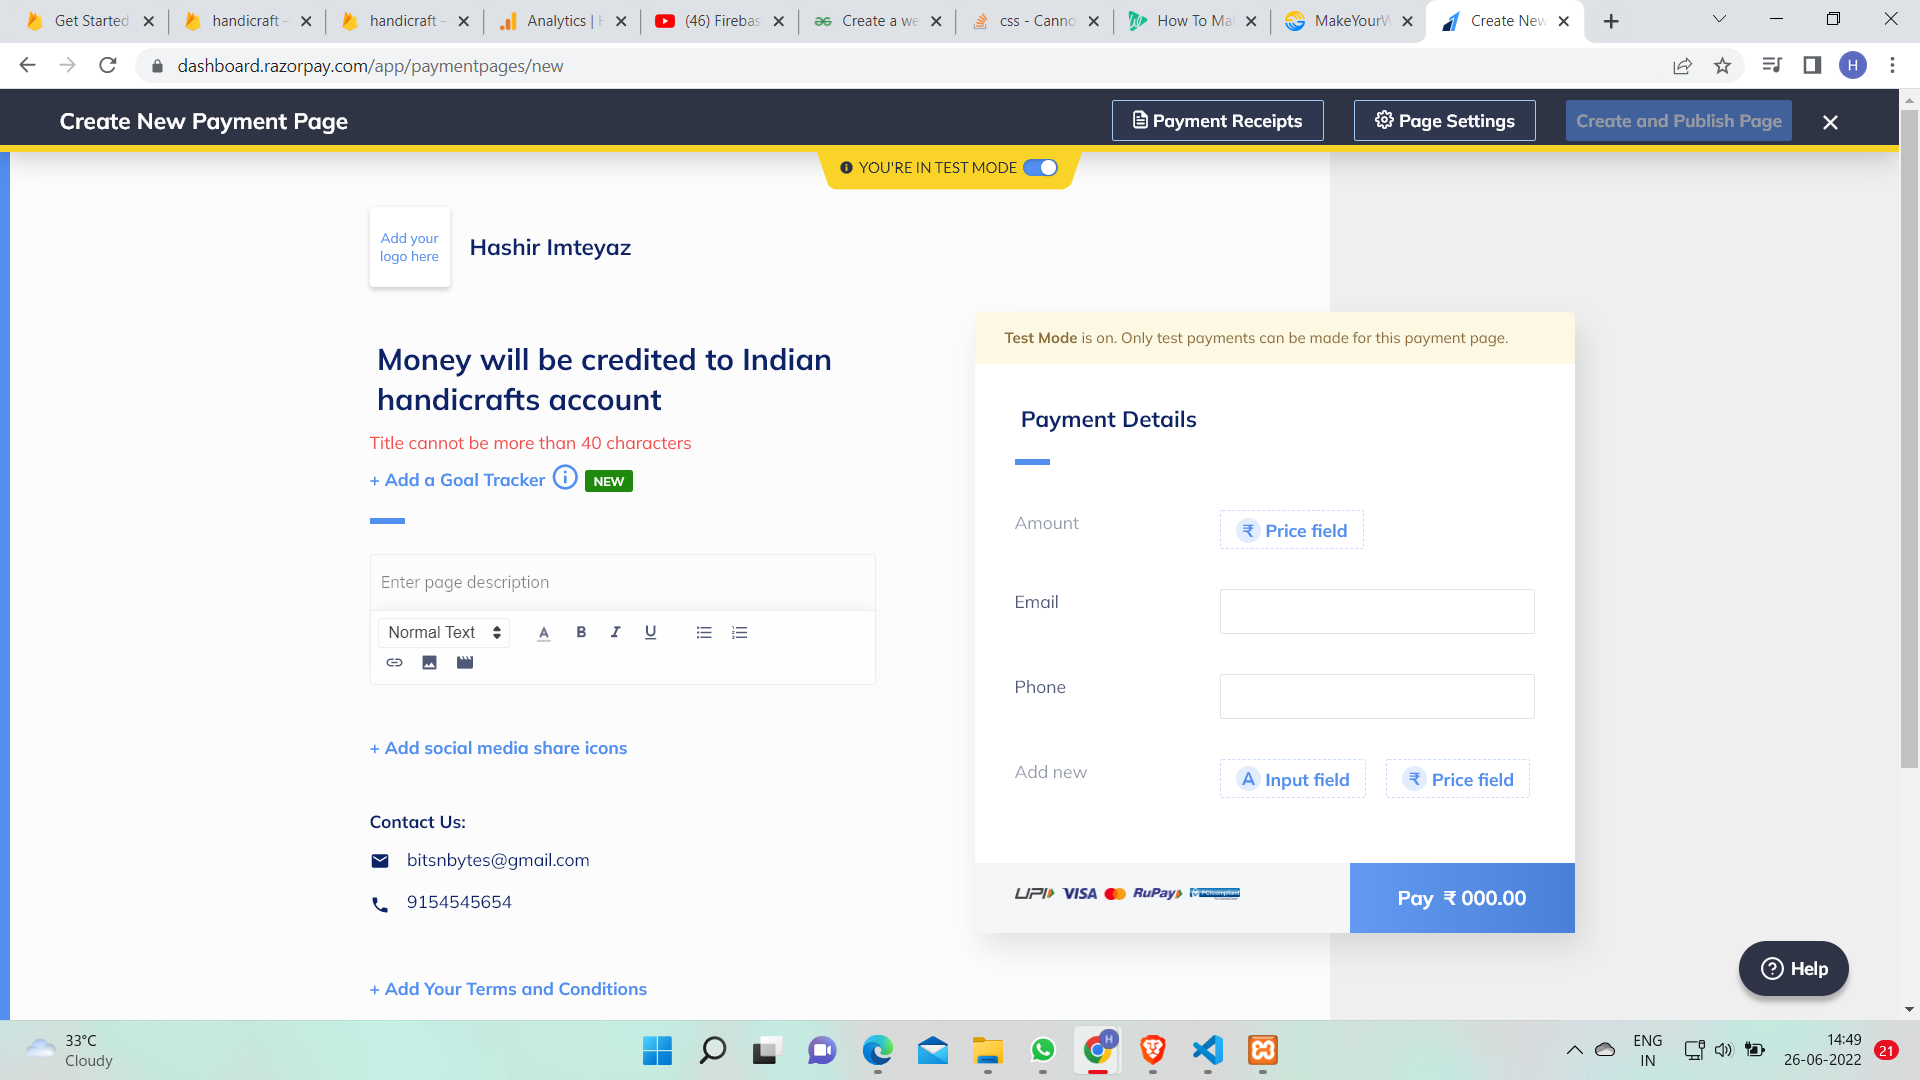 Get Started
handicraft –
handicraft –
Analytics | H
(46) Firebas
Create a we
css - Canno
How To Mak
MakeYourW
Create New
dashboard.razorpay.com/app/paymentpages/new
H
Create New Payment Page
Payment Receipts
Page Settings
Create and Publish Page
YOU'RE IN TEST MODE
Add your
logo here
Hashir Imteyaz
Test Mode is on. Only test payments can be made for this payment page.
Money will be credited to Indian
handicrafts account
Title cannot be more than 40 characters
+ Add a Goal Tracker
NEW
Payment Details
Amount
₹ Price field
Enter page description
Normal Text
A B I U
Email
Phone
+ Add social media share icons
Add new
A Input field
₹ Price field
Contact Us:
bitsnbytes@gmail.com
9154545654
UPI VISA RuPay
Pay ₹ 000.00
+ Add Your Terms and Conditions
Help
33°C
Cloudy
H
ENG
IN
14:49
26-06-2022
21